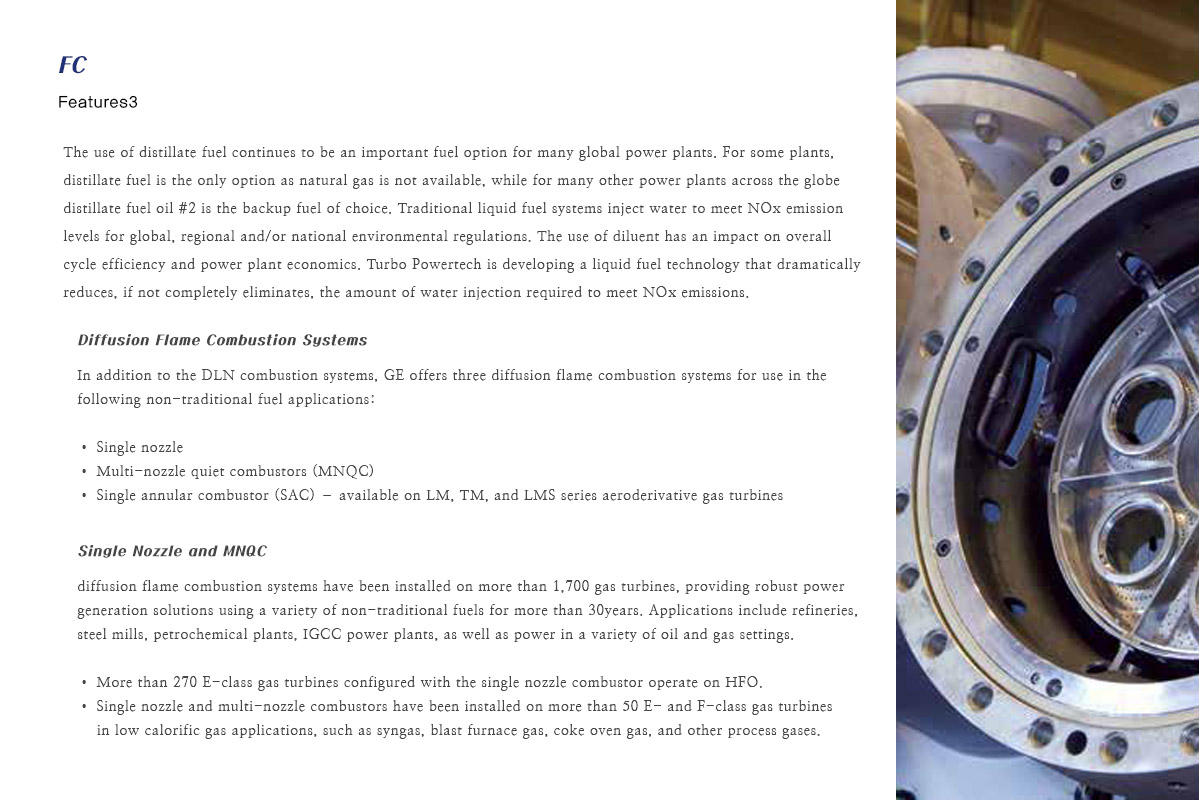 FC
Features3
The use of distillate fuel continues to be an important fuel option for many global power plants. For some plants,
distillate fuel is the only option as natural gas is not available, while for many other power plants across the globe
distillate fuel oil #2 is the backup fuel of choice. Traditional liquid fuel systems inject water to meet NOx emission
levels for global, regional and/or national environmental regulations. The use of diluent has an impact on overall
cycle efficiency and power plant economics. Turbo Powertech is developing a liquid fuel technology that dramatically
reduces, if not completely eliminates, the amount of water injection required to meet NOx emissions.
Diffusion Flame Combustion Systems
In addition to the DLN combustion systems, GE offers three diffusion flame combustion systems for use in the
following non-traditional fuel applications:
• Single nozzle
• Multi-nozzle quiet combustors (MNQC)
• Single annular combustor (SAC) - available on LM, TM, and LMS series aeroderivative gas turbines
Single Nozzle and MNQC
diffusion flame combustion systems have been installed on more than 1,700 gas turbines, providing robust power
generation solutions using a variety of non-traditional fuels for more than 30years. Applications include refineries,
steel mills, petrochemical plants, IGCC power plants, as well as power in a variety of oil and gas settings.
• More than 270 E-class gas turbines configured with the single nozzle combustor operate on HFO.
• Single nozzle and multi-nozzle combustors have been installed on more than 50 E- and F-class gas turbines
in low calorific gas applications, such as syngas, blast furnace gas, coke oven gas, and other process gases.